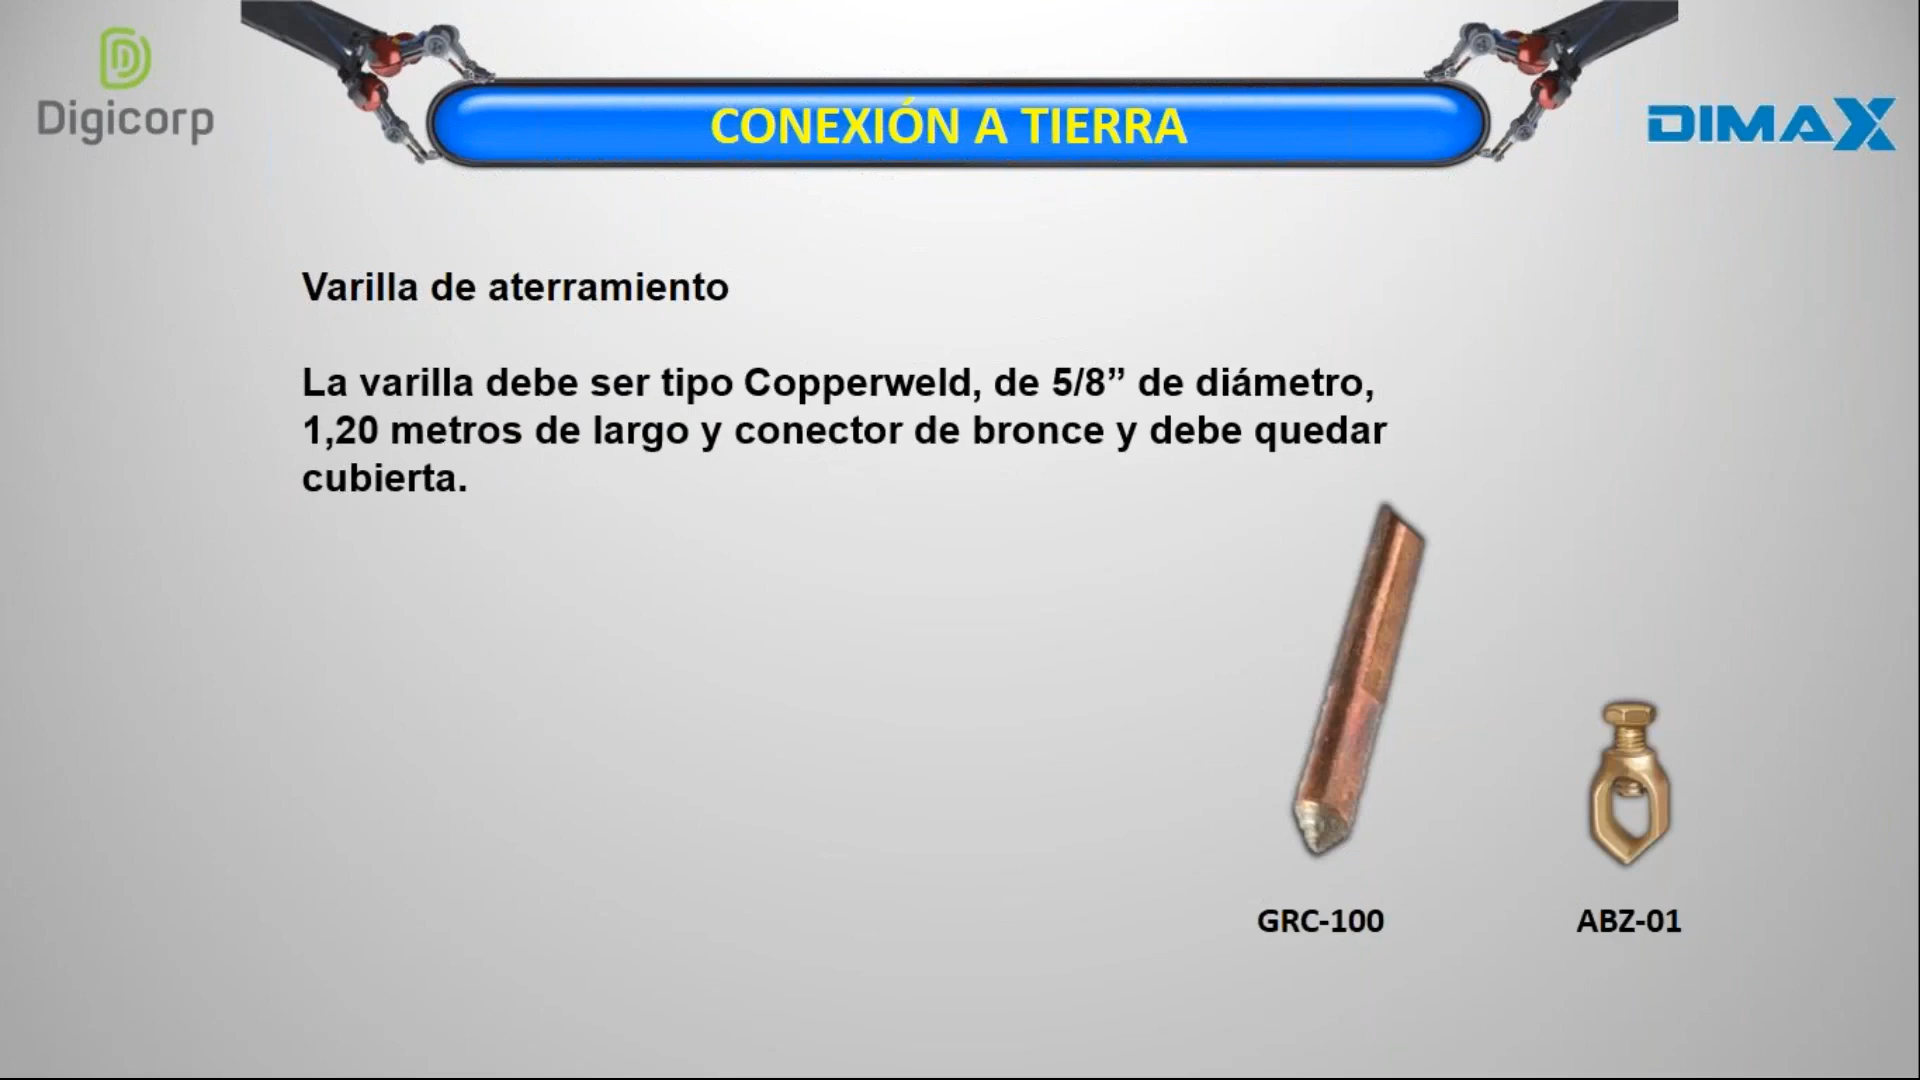 Digicorp
CONEXIÓN A TIERRA
DIMAX
Varilla de aterramiento
La varilla debe ser tipo Copperweld, de 5/8” de diámetro,
1,20 metros de largo y conector de bronce y debe quedar
cubierta.
GRC-100
ABZ-01